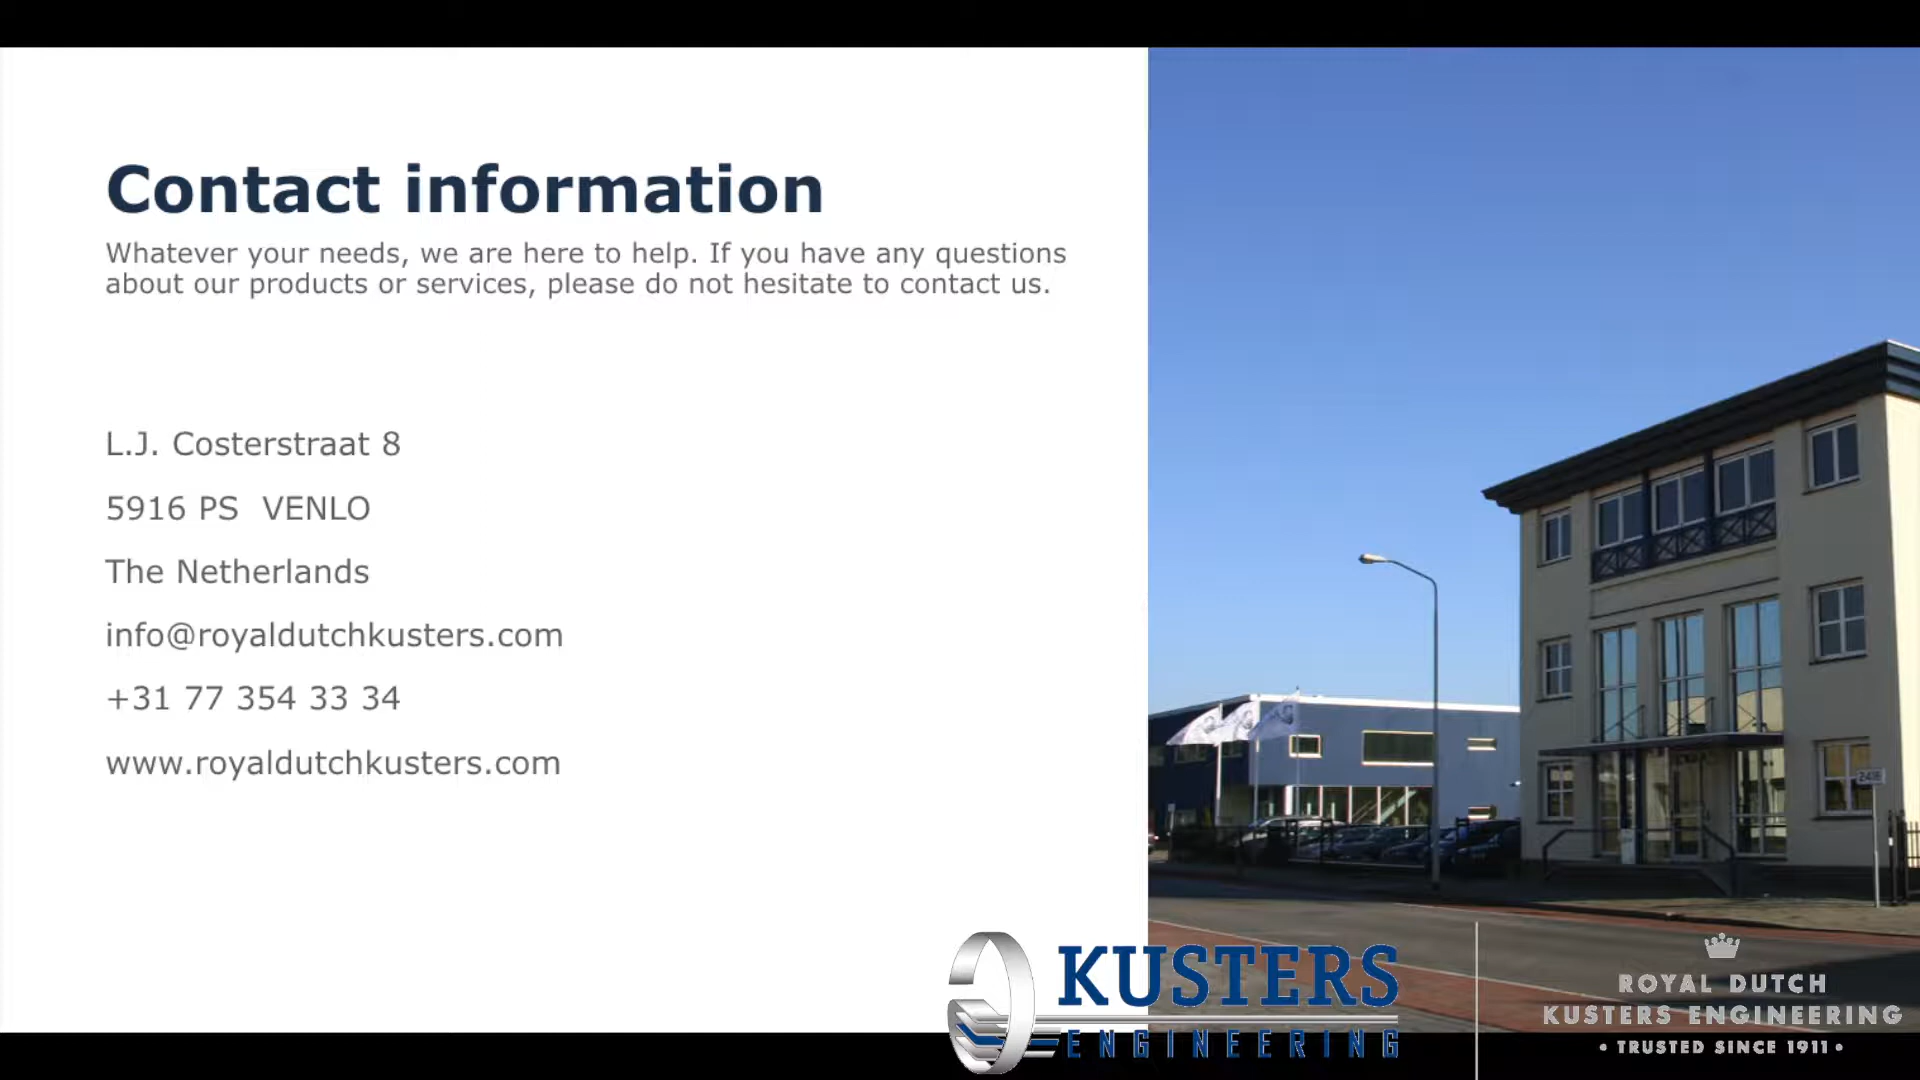 Contact information
Whatever your needs, we are here to help. If you have any questions
about our products or services, please do not hesitate to contact us.
L.J. Costerstraat 8
5916 PS  VENLO
The Netherlands
info@royaldutchkusters.com
+31 77 354 33 34
www.royaldutchkusters.com
KUSTERS
ENGINEERING
ROYAL DUTCH
KUSTERS ENGINEERING
• TRUSTED SINCE 1911 •